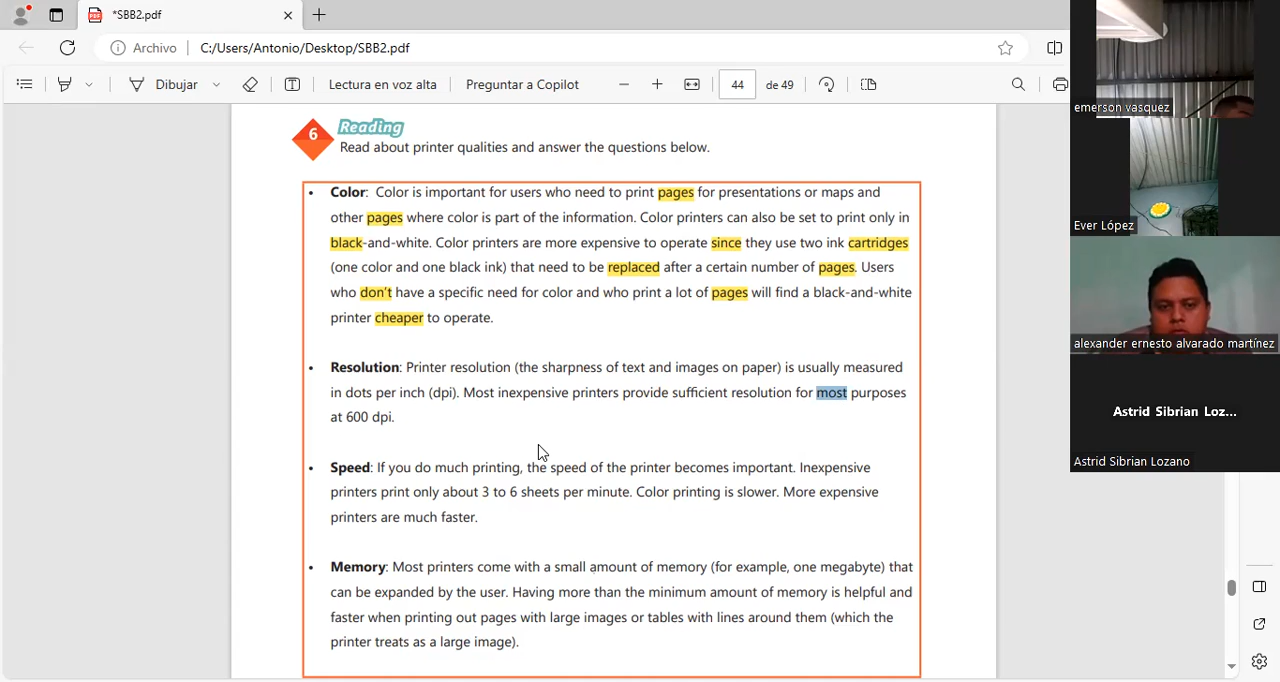 *SBB2.pdf
Archivo
C:/Users/Antonio/Desktop/SBB2.pdf
Dibujar
Lectura en voz alta
Preguntar a Copilot
44
de 49
emerson vasquez
Ever López
alexander ernesto alvarado martínez
Astrid Sibrian Loz...
Astrid Sibrian Lozano
6
Reading
Read about printer qualities and answer the questions below.
• Color: Color is important for users who need to print pages for presentations or maps and
other pages where color is part of the information. Color printers can also be set to print only in
black-and-white. Color printers are more expensive to operate since they use two ink cartridges
(one color and one black ink) that need to be replaced after a certain number of pages. Users
who don't have a specific need for color and who print a lot of pages will find a black-and-white
printer cheaper to operate.
• Resolution: Printer resolution (the sharpness of text and images on paper) is usually measured
in dots per inch (dpi). Most inexpensive printers provide sufficient resolution for most purposes
at 600 dpi.
• Speed: If you do much printing, the speed of the printer becomes important. Inexpensive
printers print only about 3 to 6 sheets per minute. Color printing is slower. More expensive
printers are much faster.
• Memory: Most printers come with a small amount of memory (for example, one megabyte) that
can be expanded by the user. Having more than the minimum amount of memory is helpful and
faster when printing out pages with large images or tables with lines around them (which the
printer treats as a large image).